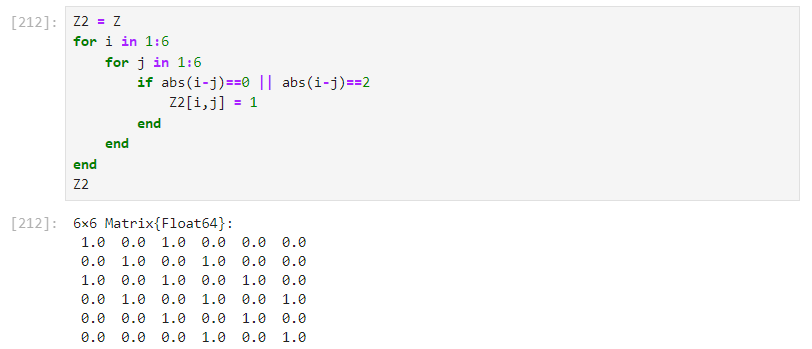 [212]: Z2 = Z
for i in 1:6
    for j in 1:6
        if abs(i-j)==0 || abs(i-j)==2
            Z2[i,j] = 1
        end
    end
end
Z2
[212]: 6×6 Matrix{Float64}:
 1.0  0.0  1.0  0.0  0.0  0.0
 0.0  1.0  0.0  1.0  0.0  0.0
 1.0  0.0  1.0  0.0  1.0  0.0
 0.0  1.0  0.0  1.0  0.0  1.0
 0.0  0.0  1.0  0.0  1.0  0.0
 0.0  0.0  0.0  1.0  0.0  1.0